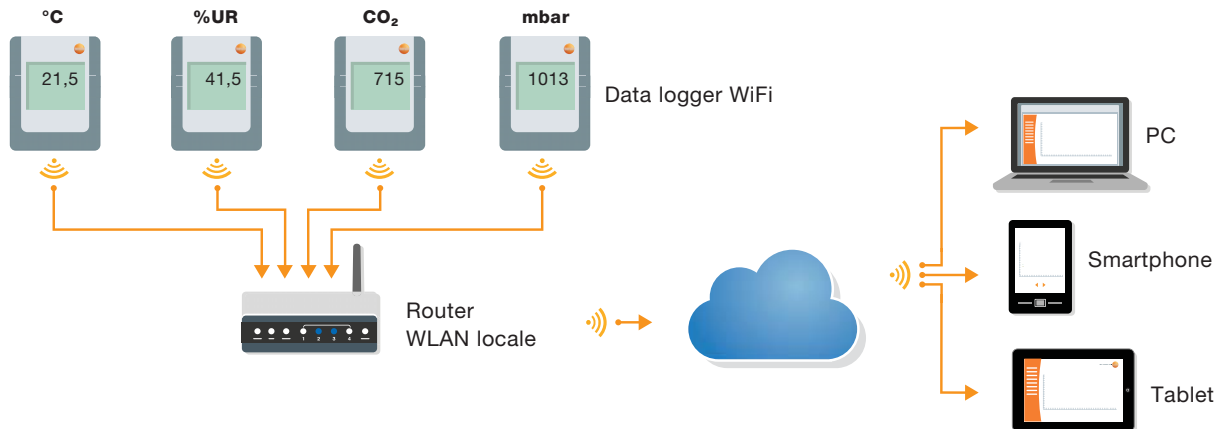 °C
%UR
CO₂
mbar
21,5
41,5
715
1013
Data logger WiFi
PC
Smartphone
Router
WLAN locale
1 2 3 4
Tablet